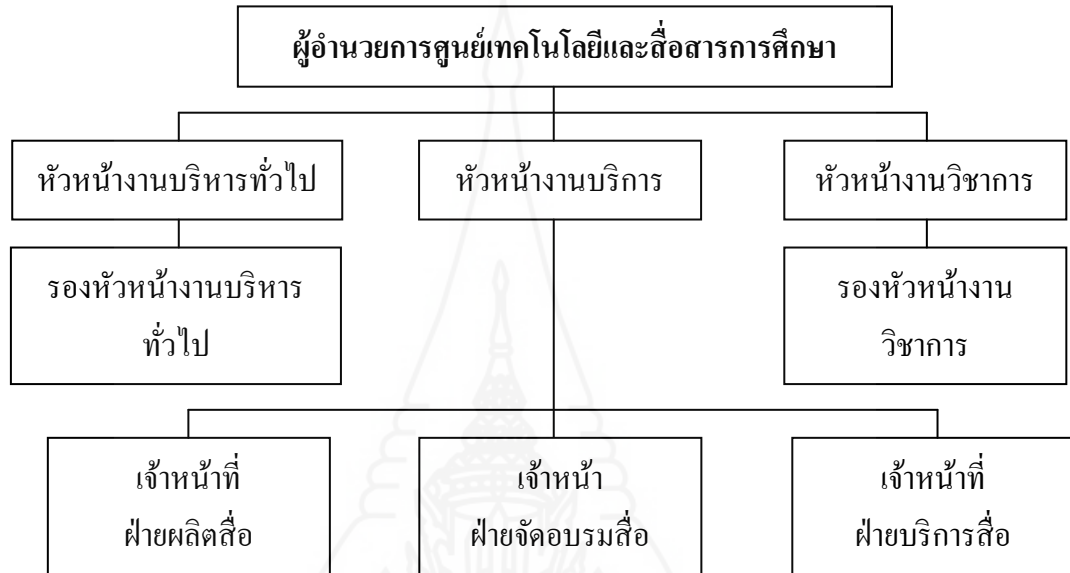 ผู้อำนวยการศูนย์เทคโนโลยีและสื่อสารการศึกษา
หัวหน้างานบริหารทั่วไป
หัวหน้างานบริการ
หัวหน้างานวิชาการ
รองหัวหน้างานบริหาร
ทั่วไป
รองหัวหน้างาน
วิชาการ
เจ้าหน้าที่
ฝ่ายผลิตสื่อ
เจ้าหน้า
ฝ่ายจัดอบรมสื่อ
เจ้าหน้าที่
ฝ่ายบริการสื่อ